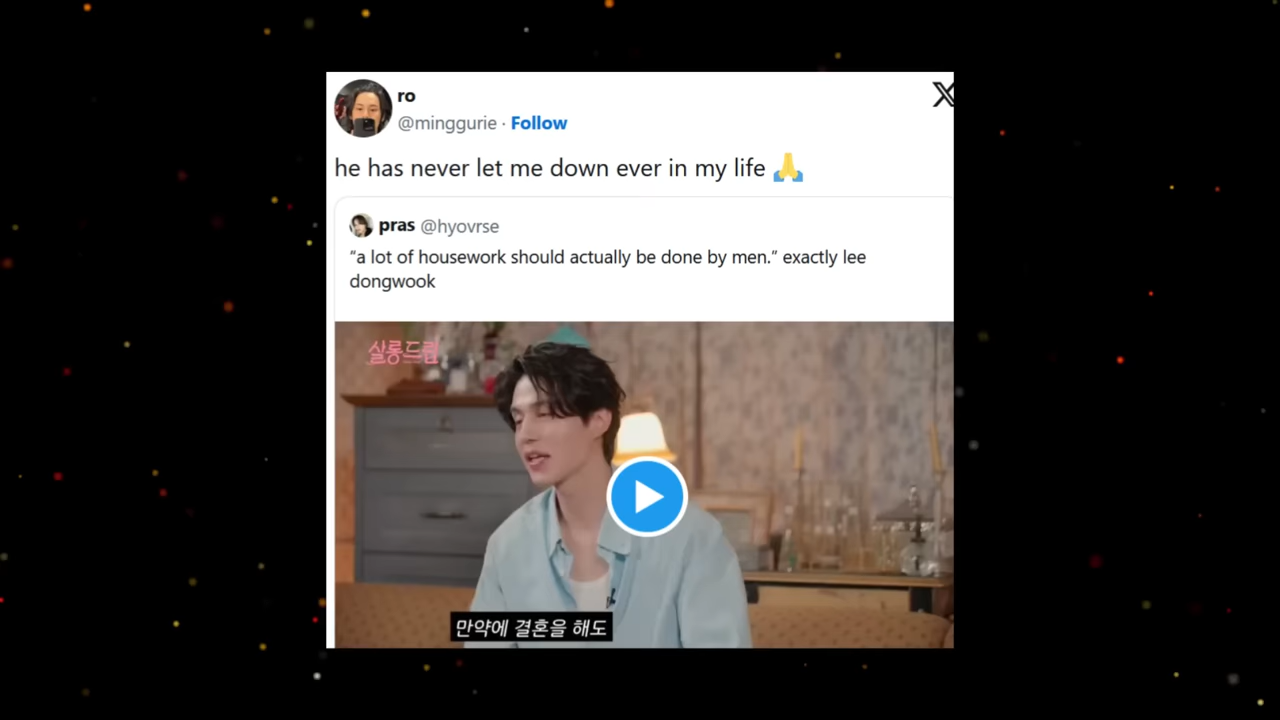 ro
@minggurie · Follow
he has never let me down ever in my life 🙏
pras @hyovrse
“a lot of housework should actually be done by men.” exactly lee
dongwook
살롱드립
만약에 결혼을 해도